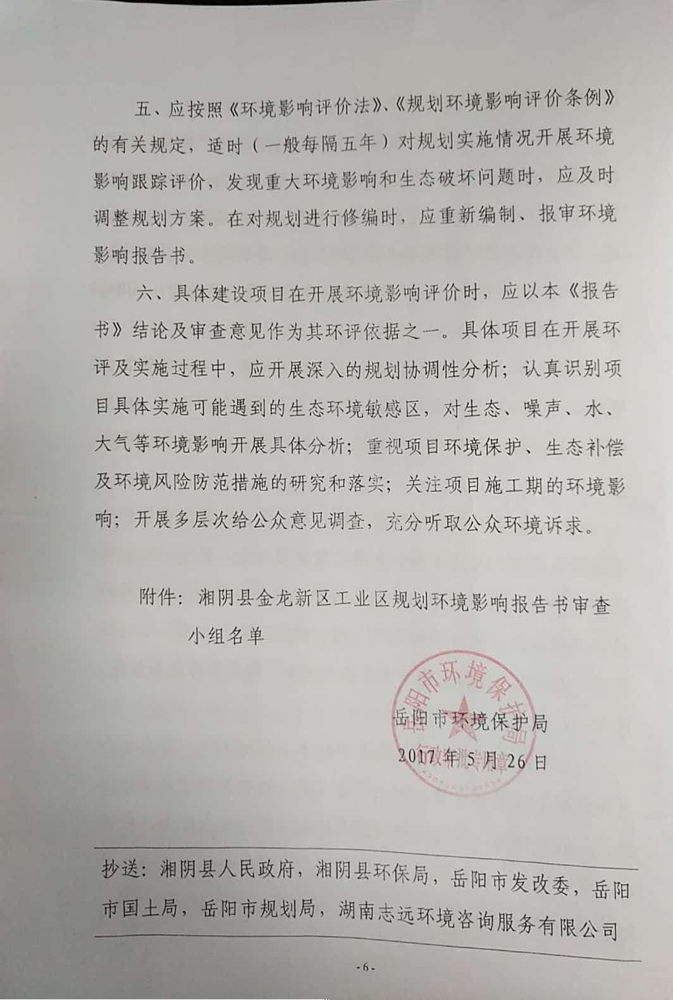 五、应按照《环境影响评价法》、《规划环境影响评价条例》
的有关规定，适时（一般每隔五年）对规划实施情况开展环境
影响跟踪评价，发现重大环境影响和生态破坏问题时，应及时
调整规划方案。在对规划进行修编时，应重新编制、报审环境
影响报告书。
六、具体建设项目在开展环境影响评价时，应以本《报告
书》结论及审查意见作为其环评依据之一。具体项目在开展环
评及实施过程中，应开展深入的规划协调性分析；认真识别项
目具体实施可能遇到的生态环境敏感区，对生态、噪声、水、
大气等环境影响开展具体分析；重视项目环境保护、生态补偿
及环境风险防范措施的研究和落实；关注项目施工期的环境影
响；开展多层次给公众意见调查，充分听取公众环境诉求。
附件：湘阴县金龙新区工业区规划环境影响报告书审查
小组名单
岳阳市环境保护局
行政审批专用章
岳阳市环境保护局
2017年5月26日
抄送：湘阴县人民政府，湘阴县环保局，岳阳市发改委，岳阳
市国土局，岳阳市规划局，湖南志远环境咨询服务有限公司
-6-